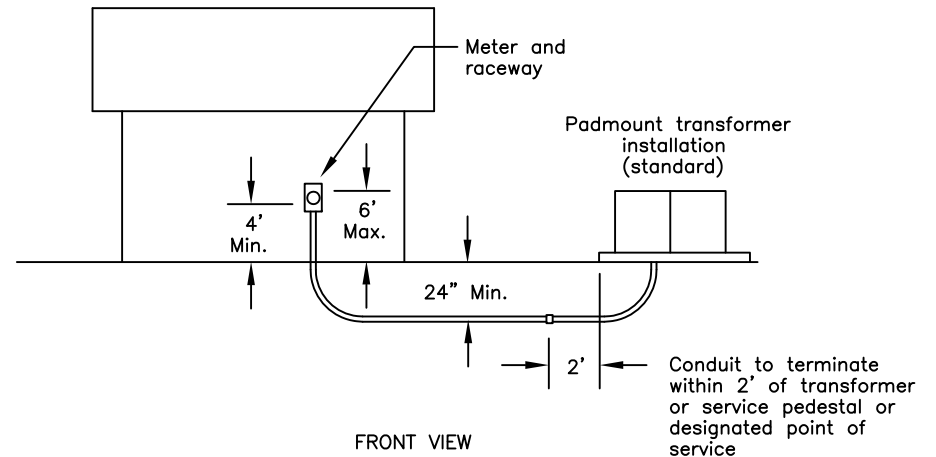 Meter and
raceway
Padmount transformer
installation
(standard)
4'
Min.
6'
Max.
24" Min.
2'
Conduit to terminate
within 2' of transformer
or service pedestal or
designated point of
service
FRONT VIEW